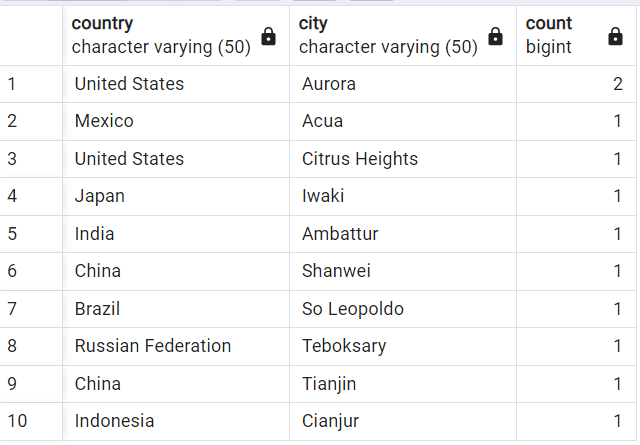 country city count
character varying (50) character varying (50) bigint
1 United States Aurora 2
2 Mexico Acua 1
3 United States Citrus Heights 1
4 Japan Iwaki 1
5 India Ambattur 1
6 China Shanwei 1
7 Brazil So Leopoldo 1
8 Russian Federation Teboksary 1
9 China Tianjin 1
10 Indonesia Cianjur 1